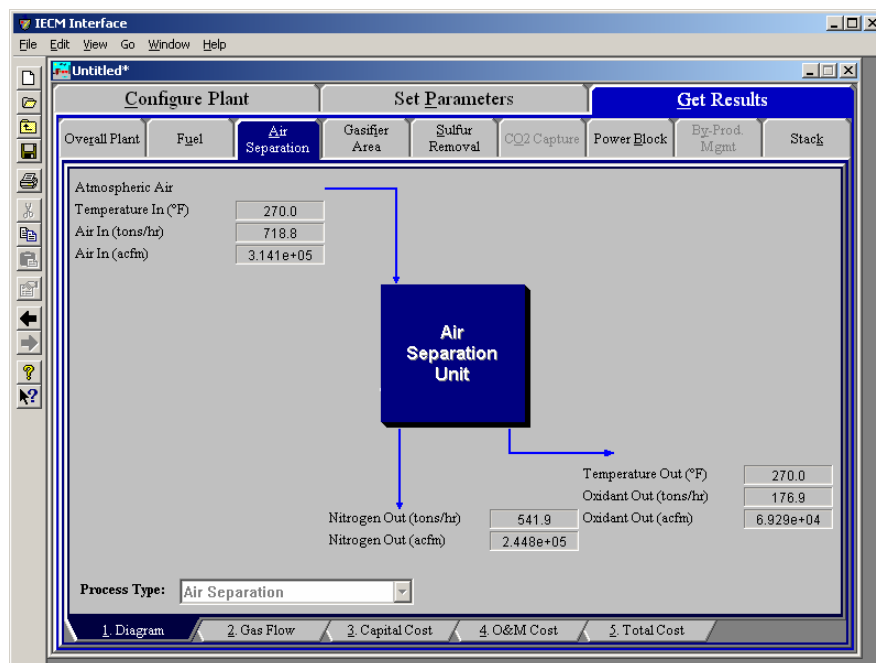 IECM Interface
File Edit View Go Window Help
Untitled*
Configure Plant Set Parameters Get Results
Overall Plant Fuel Air Separation Gasifier Area Sulfur Removal CO2 Capture Power Block By-Prod. Mgmt Stack
Atmospheric Air
Temperature In (°F) 270.0
Air In (tons/hr) 718.8
Air In (acfm) 3.141e+05
Air
Separation
Unit
Temperature Out (°F) 270.0
Oxidant Out (tons/hr) 176.9
Nitrogen Out (tons/hr) 541.9 Oxidant Out (acfm) 6.929e+04
Nitrogen Out (acfm) 2.448e+05
Process Type: Air Separation
1. Diagram 2. Gas Flow 3. Capital Cost 4. O&M Cost 5. Total Cost